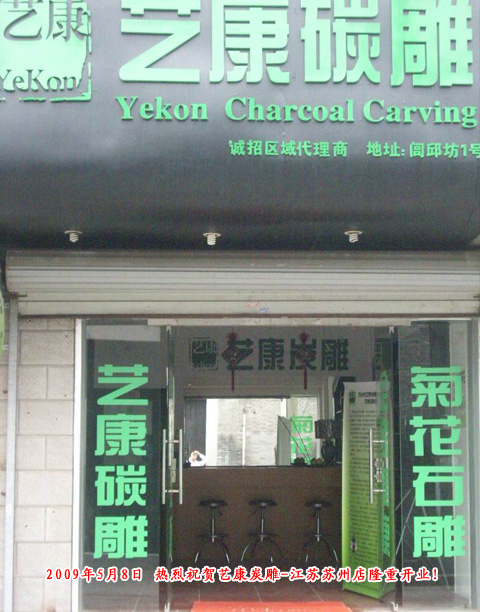 艺康
YeKon
艺康碳雕
Yekon Charcoal Carving
诚招区域代理商 地址:闾邱坊1号
艺康炭雕
艺康碳雕
菊花石雕
菊花
2009年5月8日 热烈祝贺艺康炭雕-江苏苏州店隆重开业!